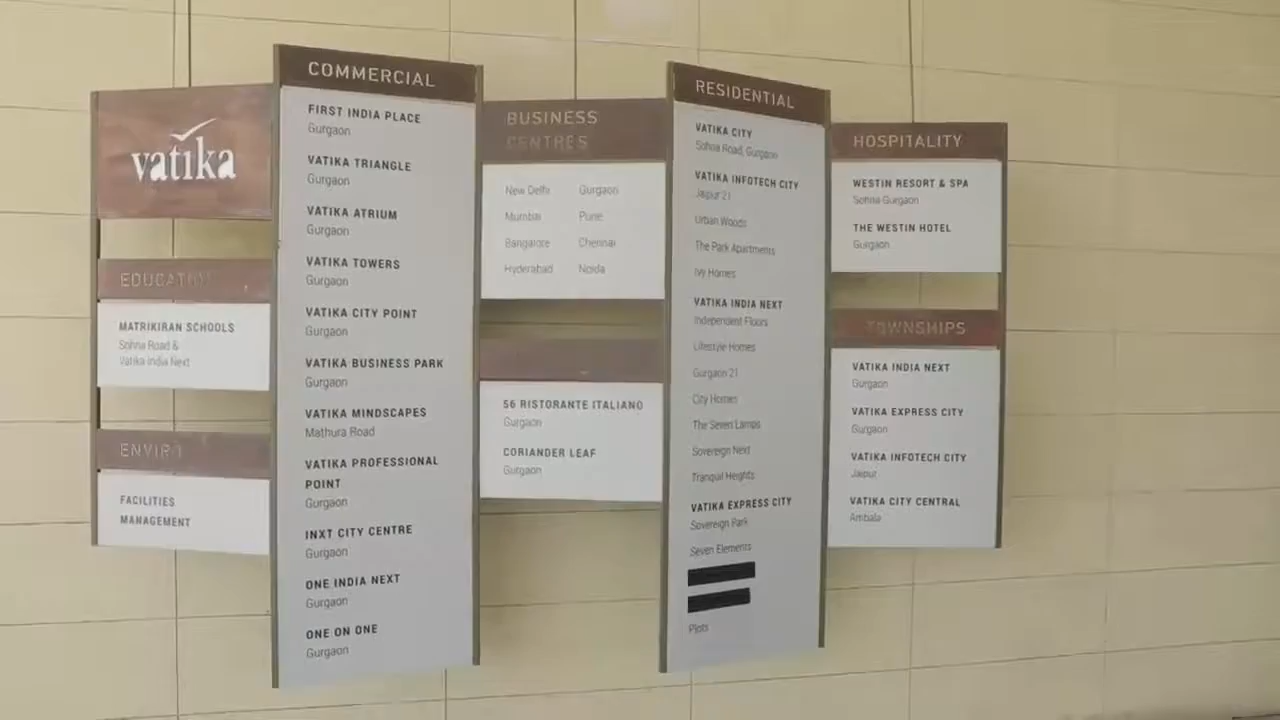 vatika
EDUCATION
MATRIKIRAN SCHOOLS
Sohna Road &
Vatika India Next
ENVIRO
FACILITIES
MANAGEMENT
COMMERCIAL
FIRST INDIA PLACE
Gurgaon
VATIKA TRIANGLE
Gurgaon
VATIKA ATRIUM
Gurgaon
VATIKA TOWERS
Gurgaon
VATIKA CITY POINT
Gurgaon
VATIKA BUSINESS PARK
Gurgaon
VATIKA MINDSCAPES
Mathura Road
VATIKA PROFESSIONAL
POINT
Gurgaon
INXT CITY CENTRE
Gurgaon
ONE INDIA NEXT
Gurgaon
ONE ON ONE
Gurgaon
BUSINESS
CENTRES
New Delhi Gurgaon
Mumbai Pune
Bangalore Chennai
Hyderabad Noida
56 RISTORANTE ITALIANO
Gurgaon
CORIANDER LEAF
Gurgaon
RESIDENTIAL
VATIKA CITY
Sohna Road, Gurgaon
VATIKA INFOTECH CITY
Jaipur 21
Urban Woods
The Park Apartments
Ivy Homes
VATIKA INDIA NEXT
Independent Floors
Lifestyle Homes
Gurgaon 21
City Homes
The Seven Lamps
Sovereign Next
Tranquil Heights
VATIKA EXPRESS CITY
Sovereign Park
Seven Elements
Plots
HOSPITALITY
WESTIN RESORT & SPA
Sohna Gurgaon
THE WESTIN HOTEL
Gurgaon
TOWNSHIPS
VATIKA INDIA NEXT
Gurgaon
VATIKA EXPRESS CITY
Gurgaon
VATIKA INFOTECH CITY
Jaipur
VATIKA CITY CENTRAL
Ambala